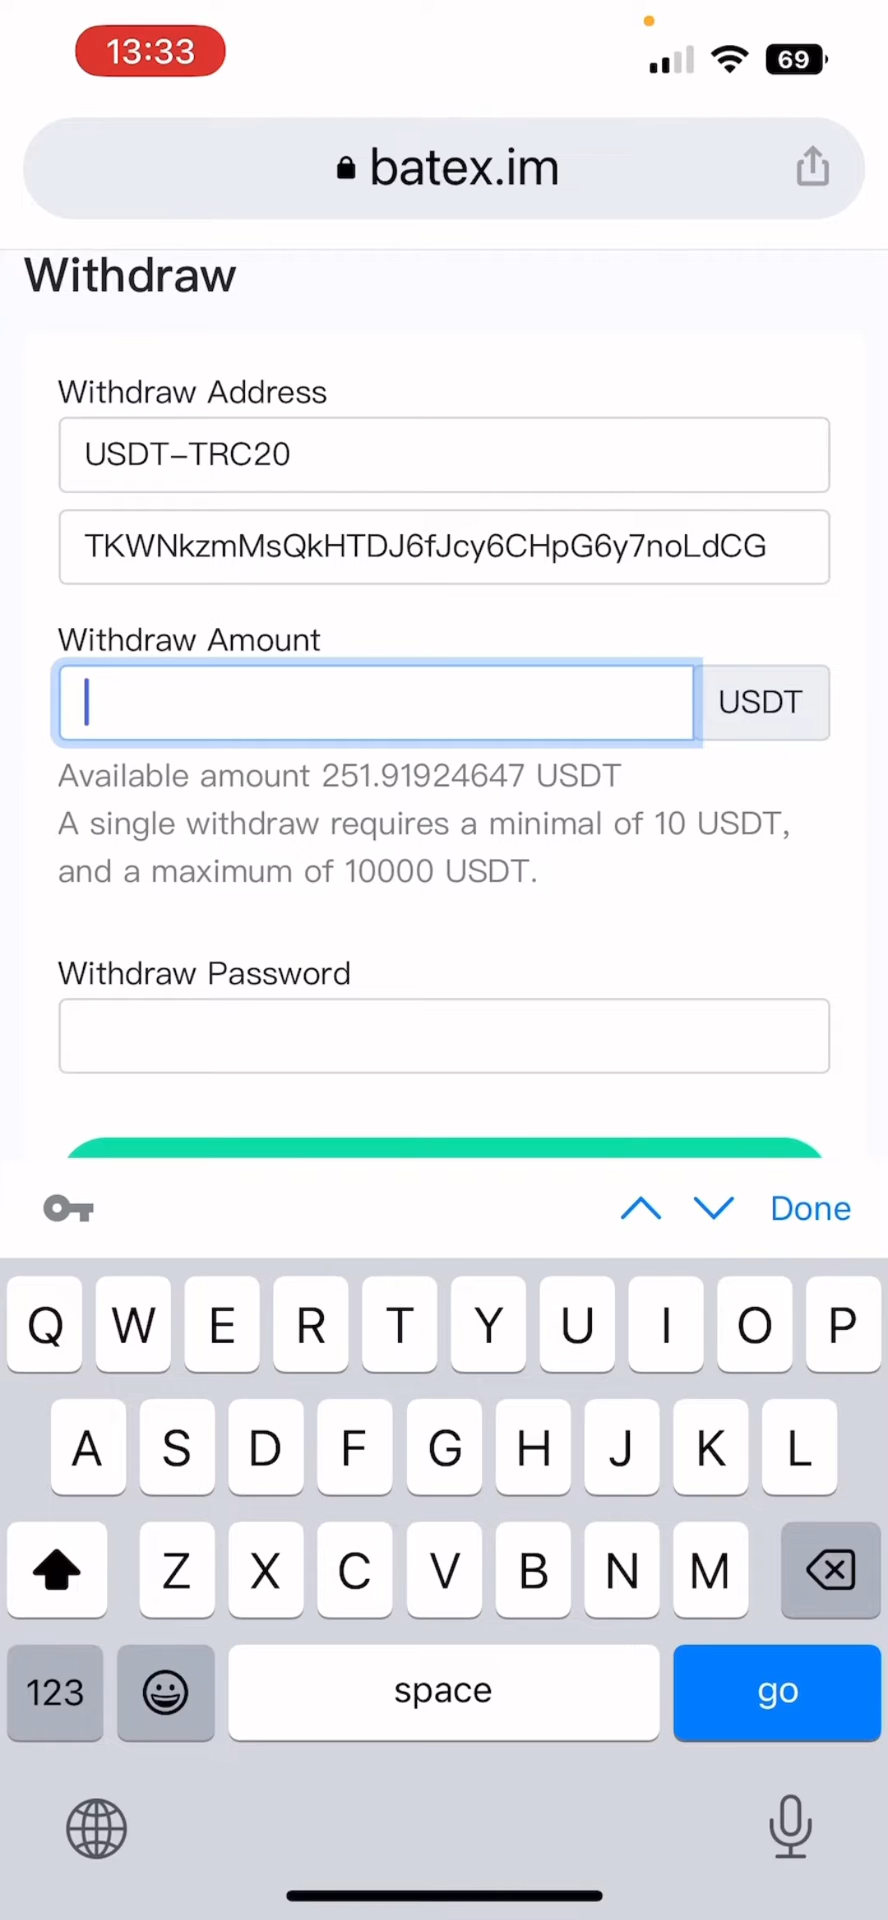 13:33
69
batex.im
Withdraw
Withdraw Address
USDT-TRC20
TKWNkzmMsQkHTDJ6fJcy6CHpG6y7noLdCG
Withdraw Amount
USDT
Available amount 251.91924647 USDT
A single withdraw requires a minimal of 10 USDT,
and a maximum of 10000 USDT.
Withdraw Password
Done
Q W E R T Y U I O P
A S D F G H J K L
Z X C V B N M
123 space go